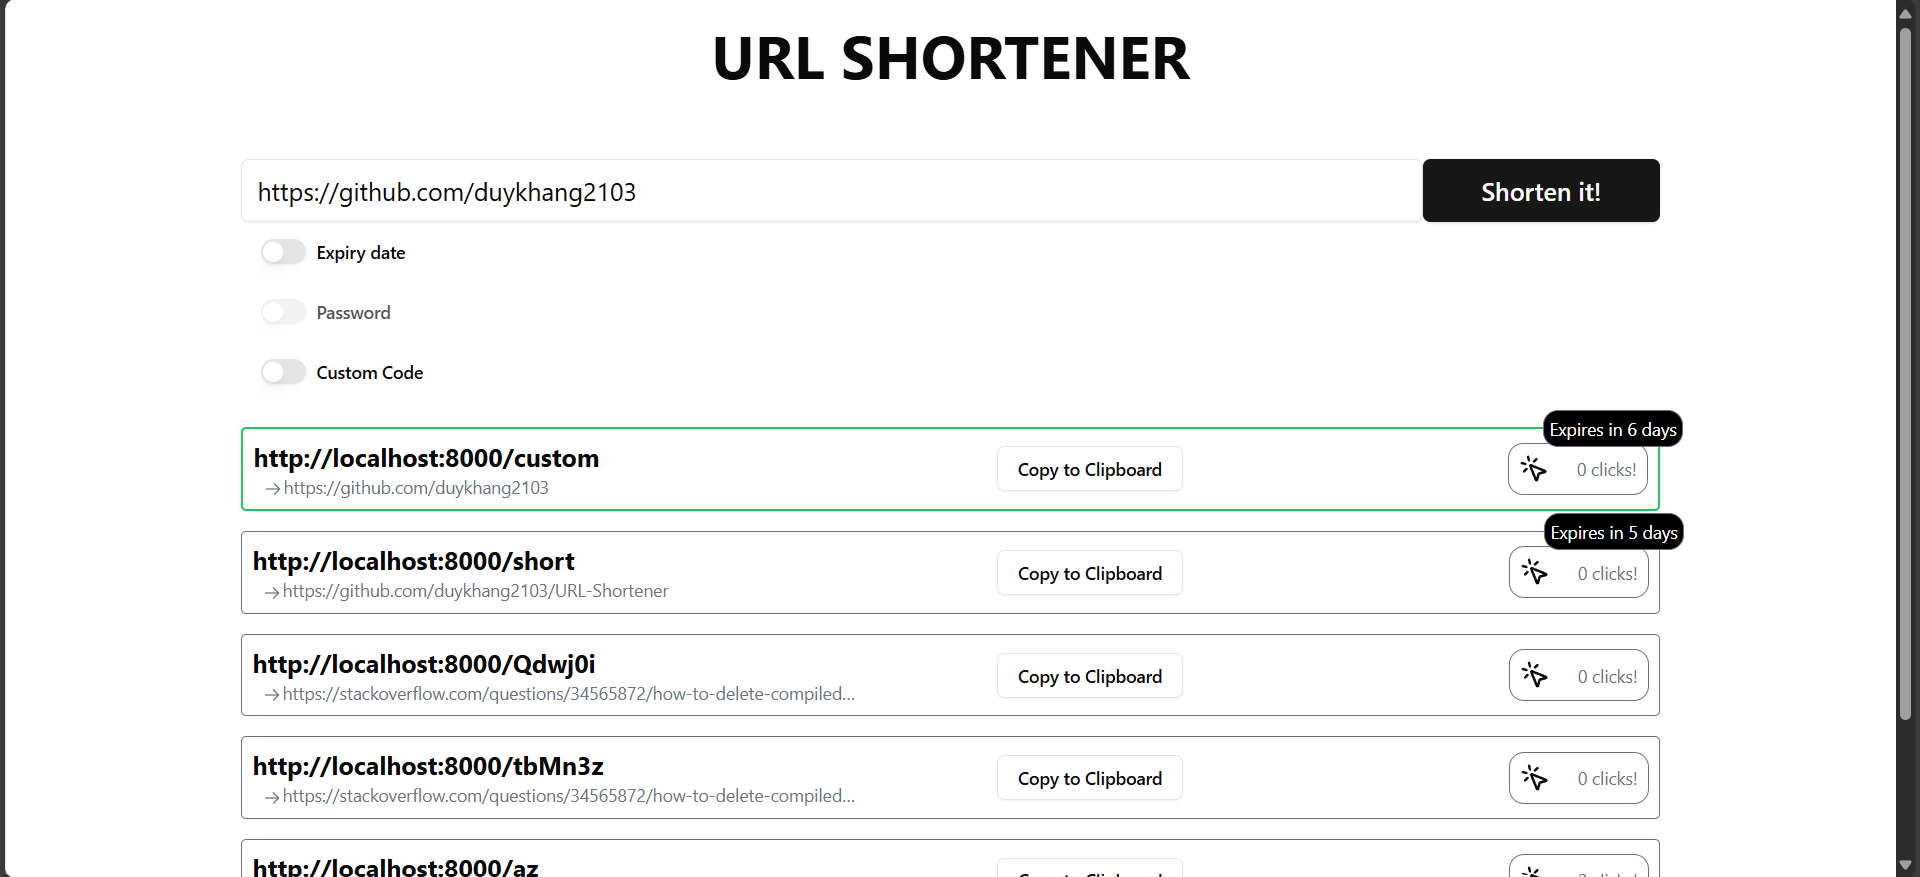 URL SHORTENER
https://github.com/duykhang2103
Shorten it!
Expiry date
Password
Custom Code
Expires in 6 days
http://localhost:8000/custom
→https://github.com/duykhang2103
Copy to Clipboard
0 clicks!
Expires in 5 days
http://localhost:8000/short
→https://github.com/duykhang2103/URL-Shortener
Copy to Clipboard
0 clicks!
http://localhost:8000/Qdwj0i
→https://stackoverflow.com/questions/34565872/how-to-delete-compiled...
Copy to Clipboard
0 clicks!
http://localhost:8000/tbMn3z
→https://stackoverflow.com/questions/34565872/how-to-delete-compiled...
Copy to Clipboard
0 clicks!
http://localhost:8000/az